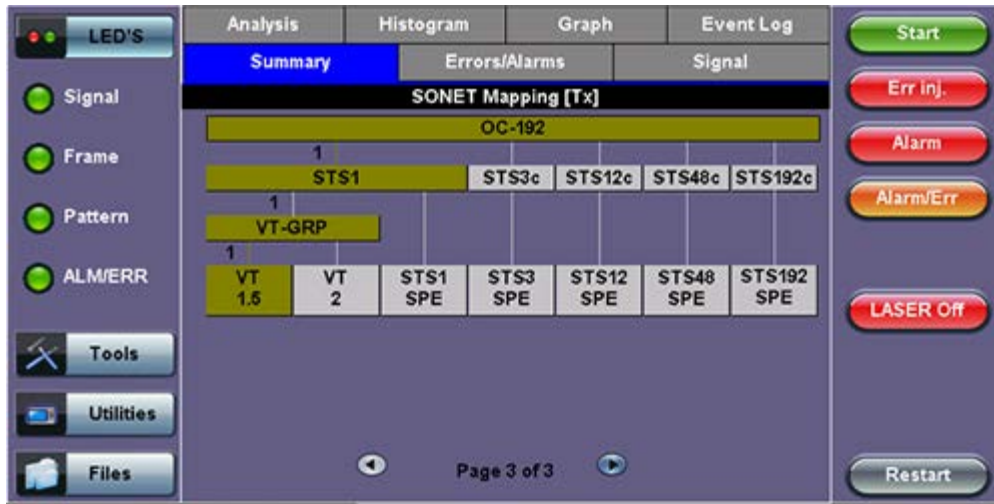 LED'S
Analysis Histogram Graph Event Log
Summary Errors/Alarms Signal
SONET Mapping [Tx]
OC-192
1
STS1 STS3c STS12c STS48c STS192c
1
VT-GRP
1
VT 1.5
VT 2
STS1 SPE
STS3 SPE
STS12 SPE
STS48 SPE
STS192 SPE
Page 3 of 3
Signal
Frame
Pattern
ALM/ERR
Tools
Utilities
Files
Start
Err inj.
Alarm
Alarm/Err
LASER Off
Restart